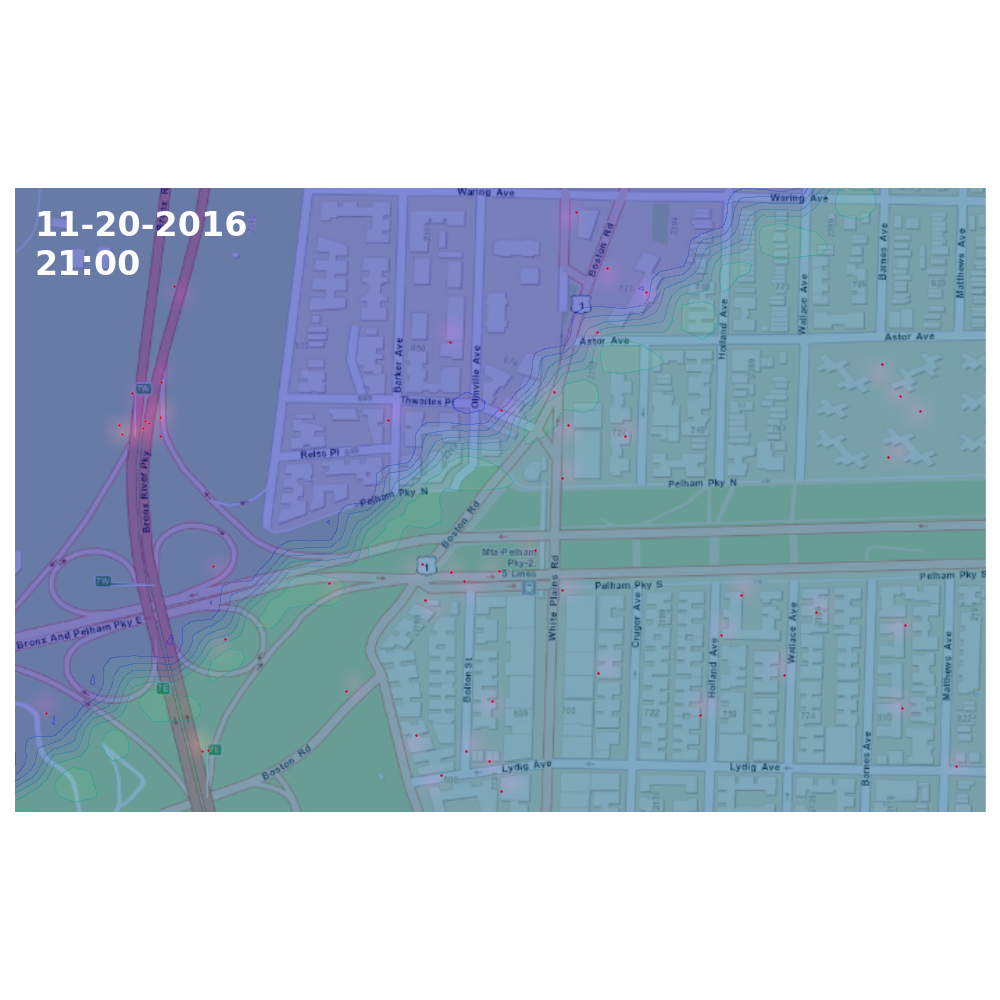 11-20-2016
21:00
Waring Ave
Waring Ave
Boston Rd
1
Barnes Ave
Matthews Ave
Wallace Ave
Holland Ave
Astor Ave
Astor Ave
Barker Ave
Olinville Ave
7W
Thwaites Pl
Reiss Pl
Bronx River Pky
Pelham Pky N
Pelham Pky N
Boston Rd
1
Mta-Pelham
Pky-2,
5 Lines
White Plains Rd
7W
Pelham Pky S
Pelham Pky S
Bronx And Pelham Pky E
Cruger Ave
Holland Ave
Wallace Ave
Matthews Ave
Bolton St
7E
7E
Boston Rd
Lydig Ave
Lydig Ave
Barnes Ave